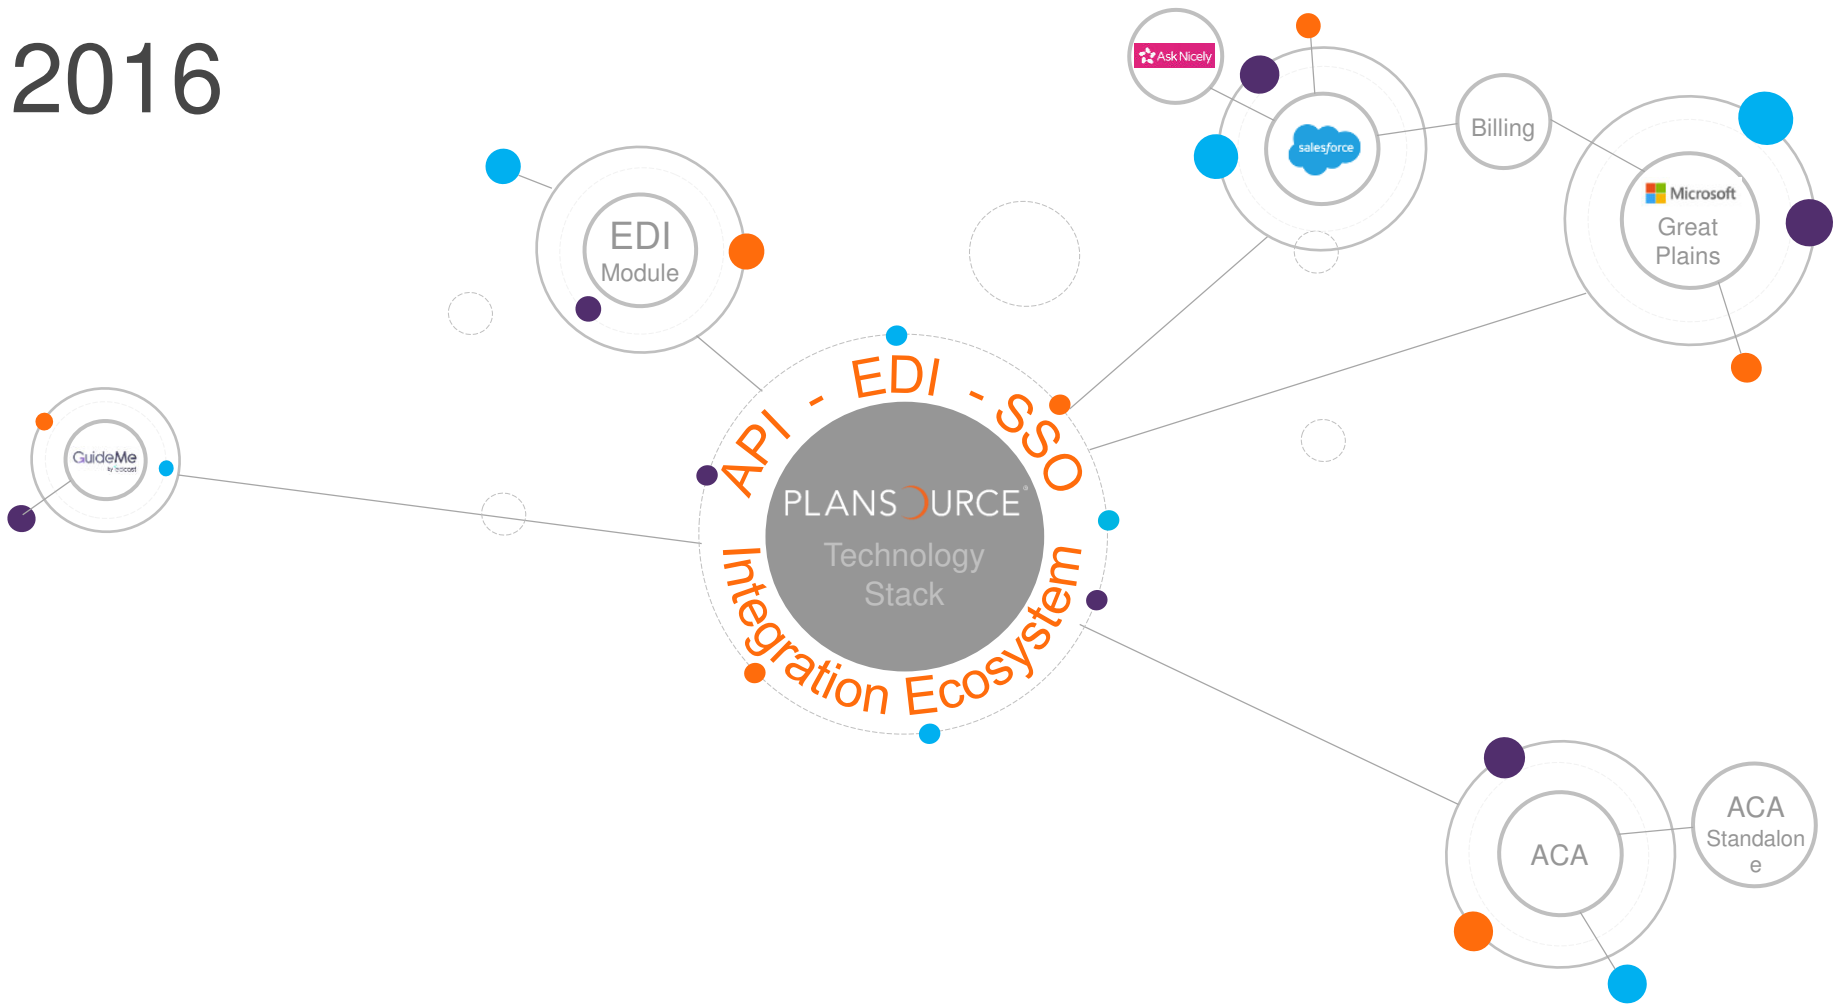 2016
Ask Nicely
salesforce
Billing
Microsoft
Great
Plains
EDI
Module
GuideMe
API - EDI - SSO
PLANSOURCE®
Technology
Stack
Integration Ecosystem
ACA
ACA
Standalon
e